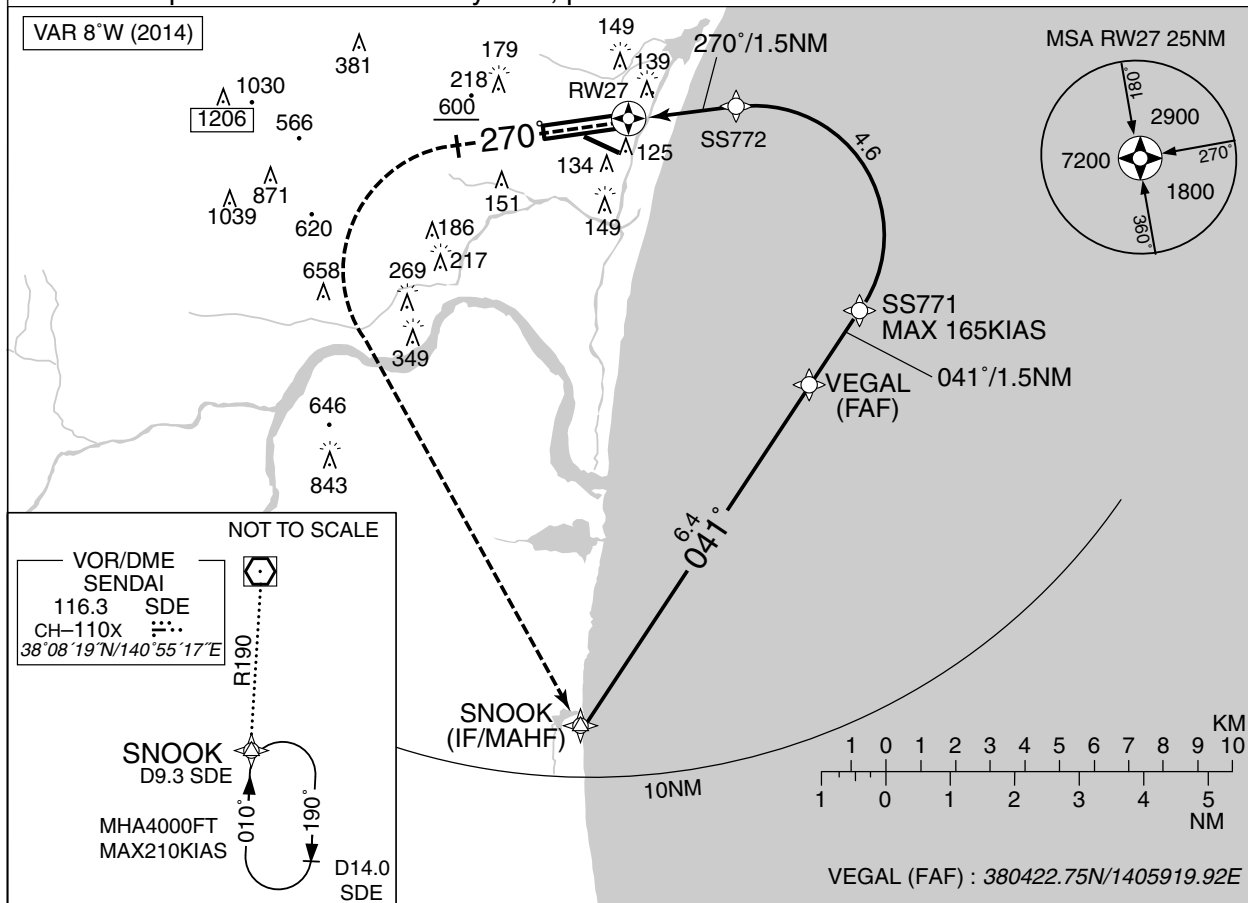 VAR 8°W (2014)
149
270°/1.5NM
MSA RW27 25NM
381
179
139
1030
218
RW27
180°
1206
600
2900
566
270°
SS772
4.6
270°
134
125
7200
1800
871
151
1039
149
360°
620
186
217
658
269
SS771
MAX 165KIAS
349
041°/1.5NM
VEGAL
(FAF)
646
843
6.4
041°
NOT TO SCALE
VOR/DME
SENDAI
116.3 SDE
CH–110X
38°08′19″N/140°55′17″E
R190
SNOOK
(IF/MAHF)
SNOOK
D9.3 SDE
KM
1 0 1 2 3 4 5 6 7 8 9 10
10NM
1 0 1 2 3 4 5
NM
010°
190°
MHA4000FT
MAX210KIAS
D14.0
SDE
VEGAL (FAF) : 380422.75N/1405919.92E